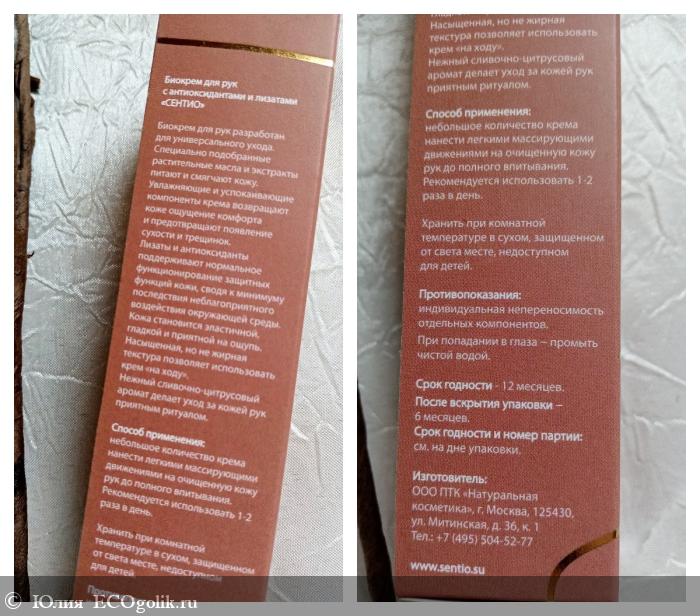 Биокрем для рук
с антиоксидантами и лизатами
«СЕНТИО»
Биокрем для рук разработан
для универсального ухода.
Специально подобранные
растительные масла и экстракты
питают и смягчают кожу.
Увлажняющие и успокаивающие
компоненты крема возвращают
коже ощущение комфорта
и предотвращают появление
сухости и трещинок.
Лизаты и антиоксиданты
поддерживают нормальное
функционирование защитных
функций кожи, сводя к минимуму
последствия неблагоприятного
воздействия окружающей среды.
Кожа становится эластичной,
гладкой и приятной на ощупь.
Насыщенная, но не жирная
текстура позволяет использовать
крем «на ходу».
Нежный сливочно-цитрусовый
аромат делает уход за кожей рук
приятным ритуалом.
Способ применения:
небольшое количество крема
нанести легкими массирующими
движениями на очищенную кожу
рук до полного впитывания.
Рекомендуется использовать 1-2
раза в день.
Хранить при комнатной
температуре в сухом, защищенном
от света месте, недоступном
для детей.
Насыщенная, но не жирная
текстура позволяет использовать
крем «на ходу».
Нежный сливочно-цитрусовый
аромат делает уход за кожей рук
приятным ритуалом.
Способ применения:
небольшое количество крема
нанести легкими массирующими
движениями на очищенную кожу
рук до полного впитывания.
Рекомендуется использовать 1-2
раза в день.
Хранить при комнатной
температуре в сухом, защищенном
от света месте, недоступном
для детей.
Противопоказания:
индивидуальная непереносимость
отдельных компонентов.
При попадании в глаза – промыть
чистой водой.
Срок годности - 12 месяцев.
После вскрытия упаковки –
6 месяцев.
Срок годности и номер партии:
см. на дне упаковки.
Изготовитель:
ООО ПТК «Натуральная
косметика», г. Москва, 125430,
ул. Митинская, д. 36, к. 1
Тел.: +7 (495) 504-52-77
www.sentio.su
© Юлия ECOgolik.ru